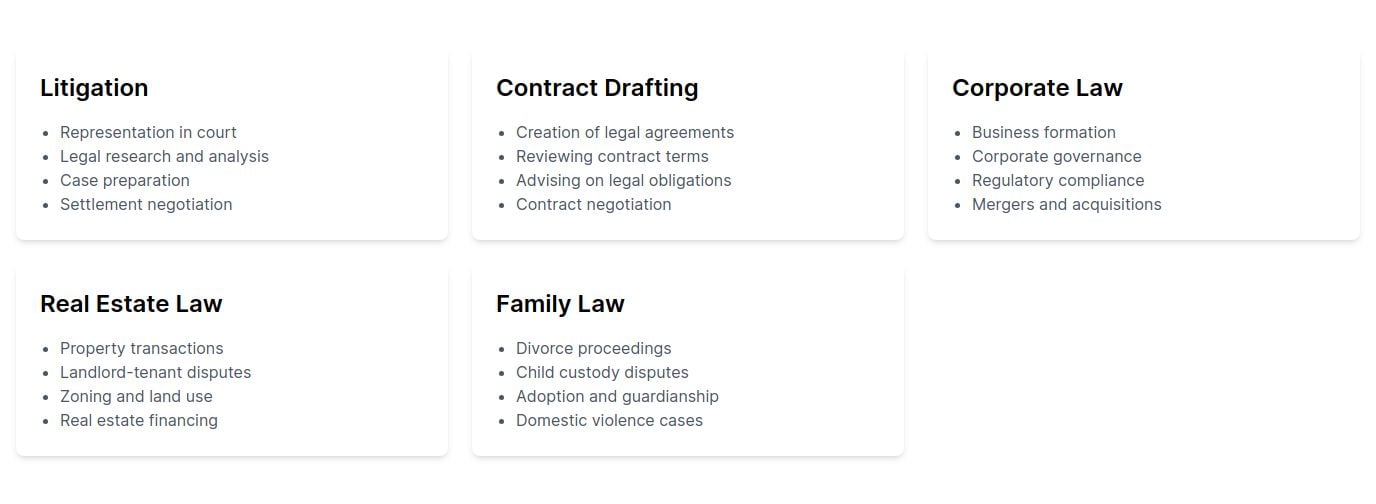 Litigation
• Representation in court
• Legal research and analysis
• Case preparation
• Settlement negotiation
Contract Drafting
• Creation of legal agreements
• Reviewing contract terms
• Advising on legal obligations
• Contract negotiation
Corporate Law
• Business formation
• Corporate governance
• Regulatory compliance
• Mergers and acquisitions
Real Estate Law
• Property transactions
• Landlord-tenant disputes
• Zoning and land use
• Real estate financing
Family Law
• Divorce proceedings
• Child custody disputes
• Adoption and guardianship
• Domestic violence cases